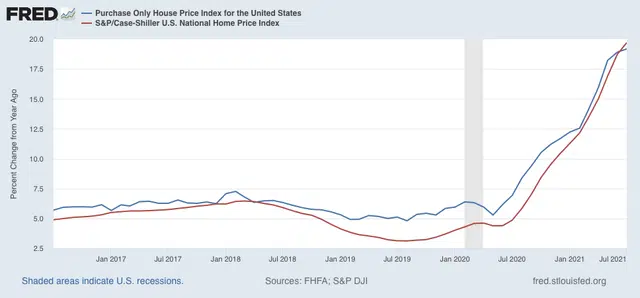 FRED
Purchase Only House Price Index for the United States
S&P/Case-Shiller U.S. National Home Price Index
Percent Change from Year Ago
20.0
17.5
15.0
12.5
10.0
7.5
5.0
2.5
Jan 2017 Jul 2017 Jan 2018 Jul 2018 Jan 2019 Jul 2019 Jan 2020 Jul 2020 Jan 2021 Jul 2021
Shaded areas indicate U.S. recessions. Sources: FHFA; S&P DJI fred.stlouisfed.org